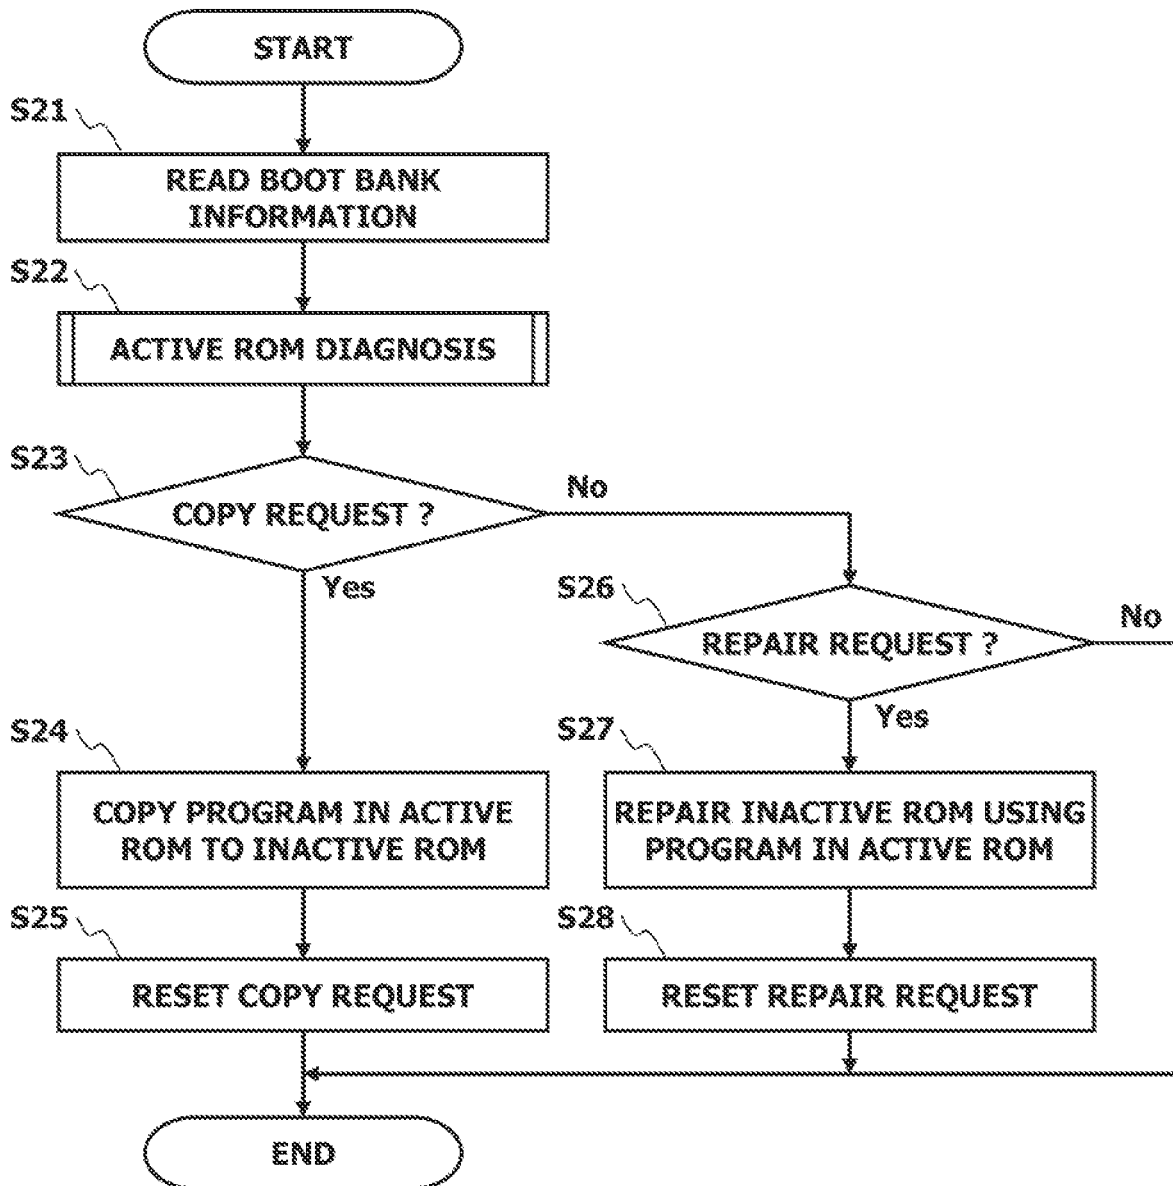 START
S21
READ BOOT BANK
INFORMATION
S22
ACTIVE ROM DIAGNOSIS
S23
COPY REQUEST ?
No
Yes
S26
REPAIR REQUEST ?
No
Yes
S24
COPY PROGRAM IN ACTIVE
ROM TO INACTIVE ROM
S27
REPAIR INACTIVE ROM USING
PROGRAM IN ACTIVE ROM
S25
RESET COPY REQUEST
S28
RESET REPAIR REQUEST
END